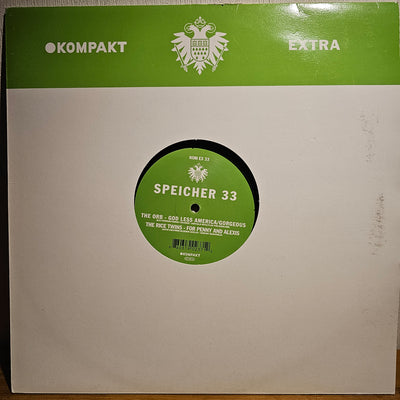 KOMPAKT EXTRA
KOM EX 33
SPEICHER 33
THE ORB - GOD LESS AMERICA/GORGEOUS
THE RICE TWINS - FOR PENNY AND ALEXIS
KOMPAKT